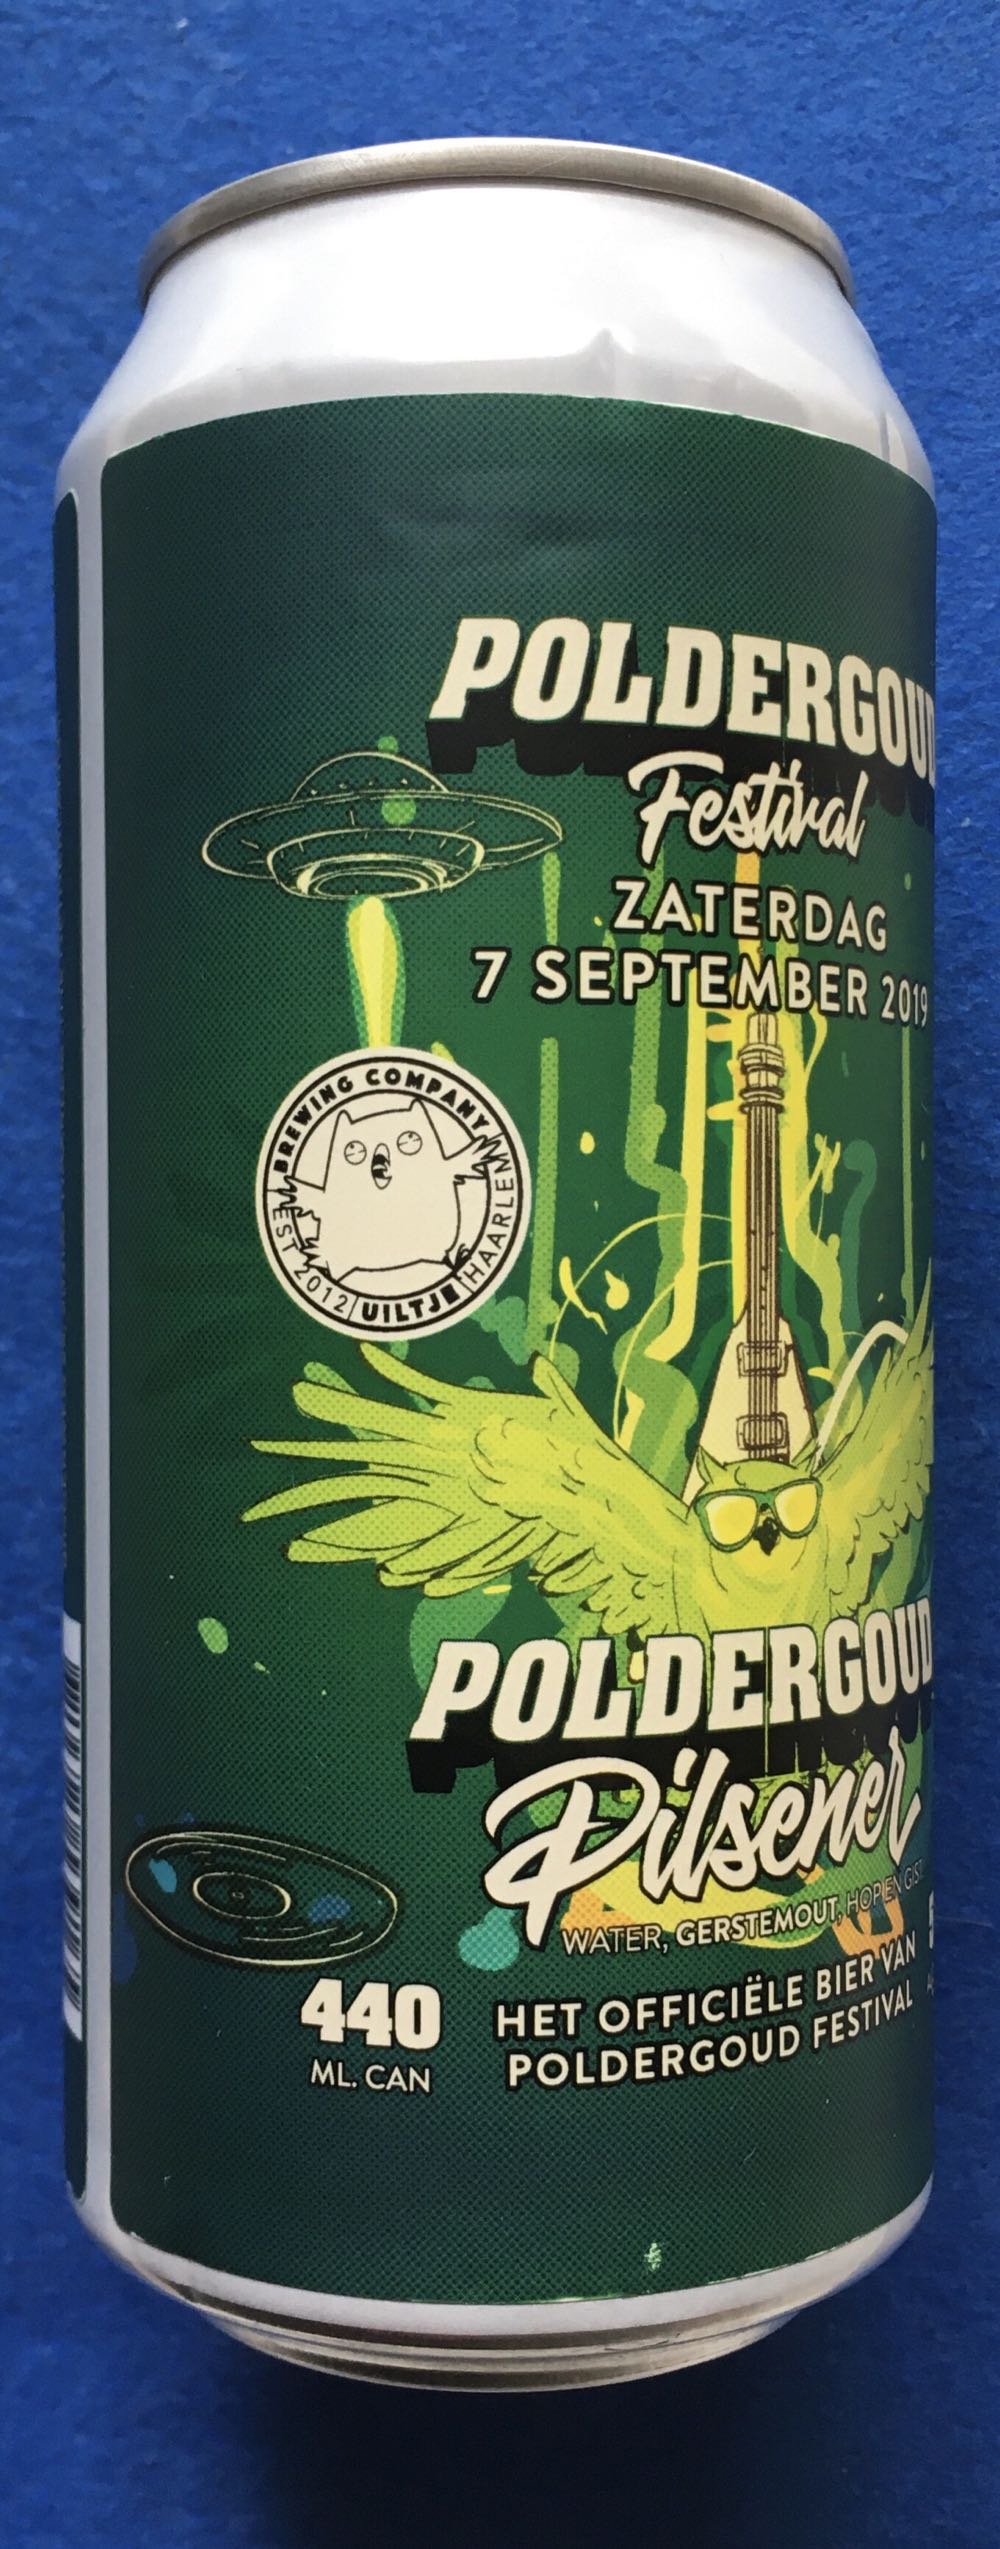 POLDERGOUD
Festival
ZATERDAG
7 SEPTEMBER 2019
BREWING COMPANY
EST 2012 UILTJE HAARLEM
POLDERGOUD
Pilsener
WATER, GERSTEMOUT, HOP EN GIST
440
ML. CAN
HET OFFICIËLE BIER VAN
POLDERGOUD FESTIVAL